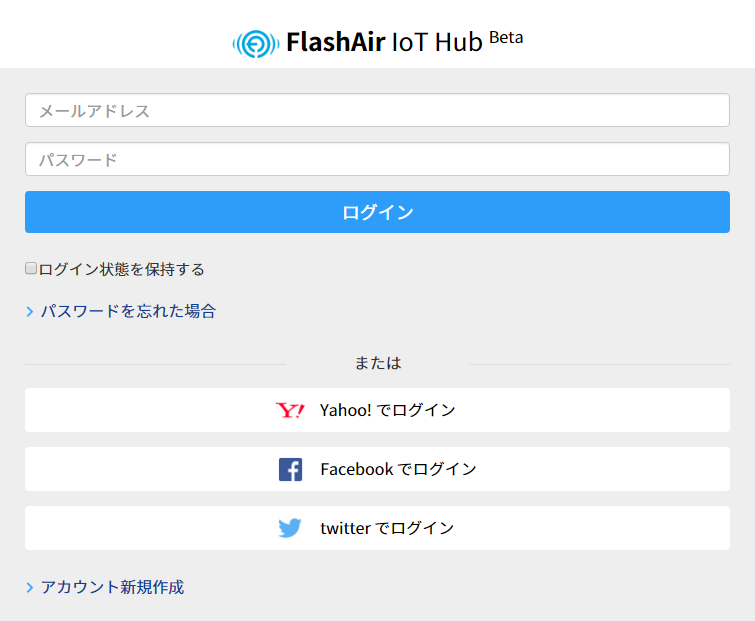 FlashAir IoT Hub Beta
メールアドレス
パスワード
ログイン
ログイン状態を保持する
パスワードを忘れた場合
または
Y! Yahoo! でログイン
f Facebook でログイン
twitter でログイン
アカウント新規作成